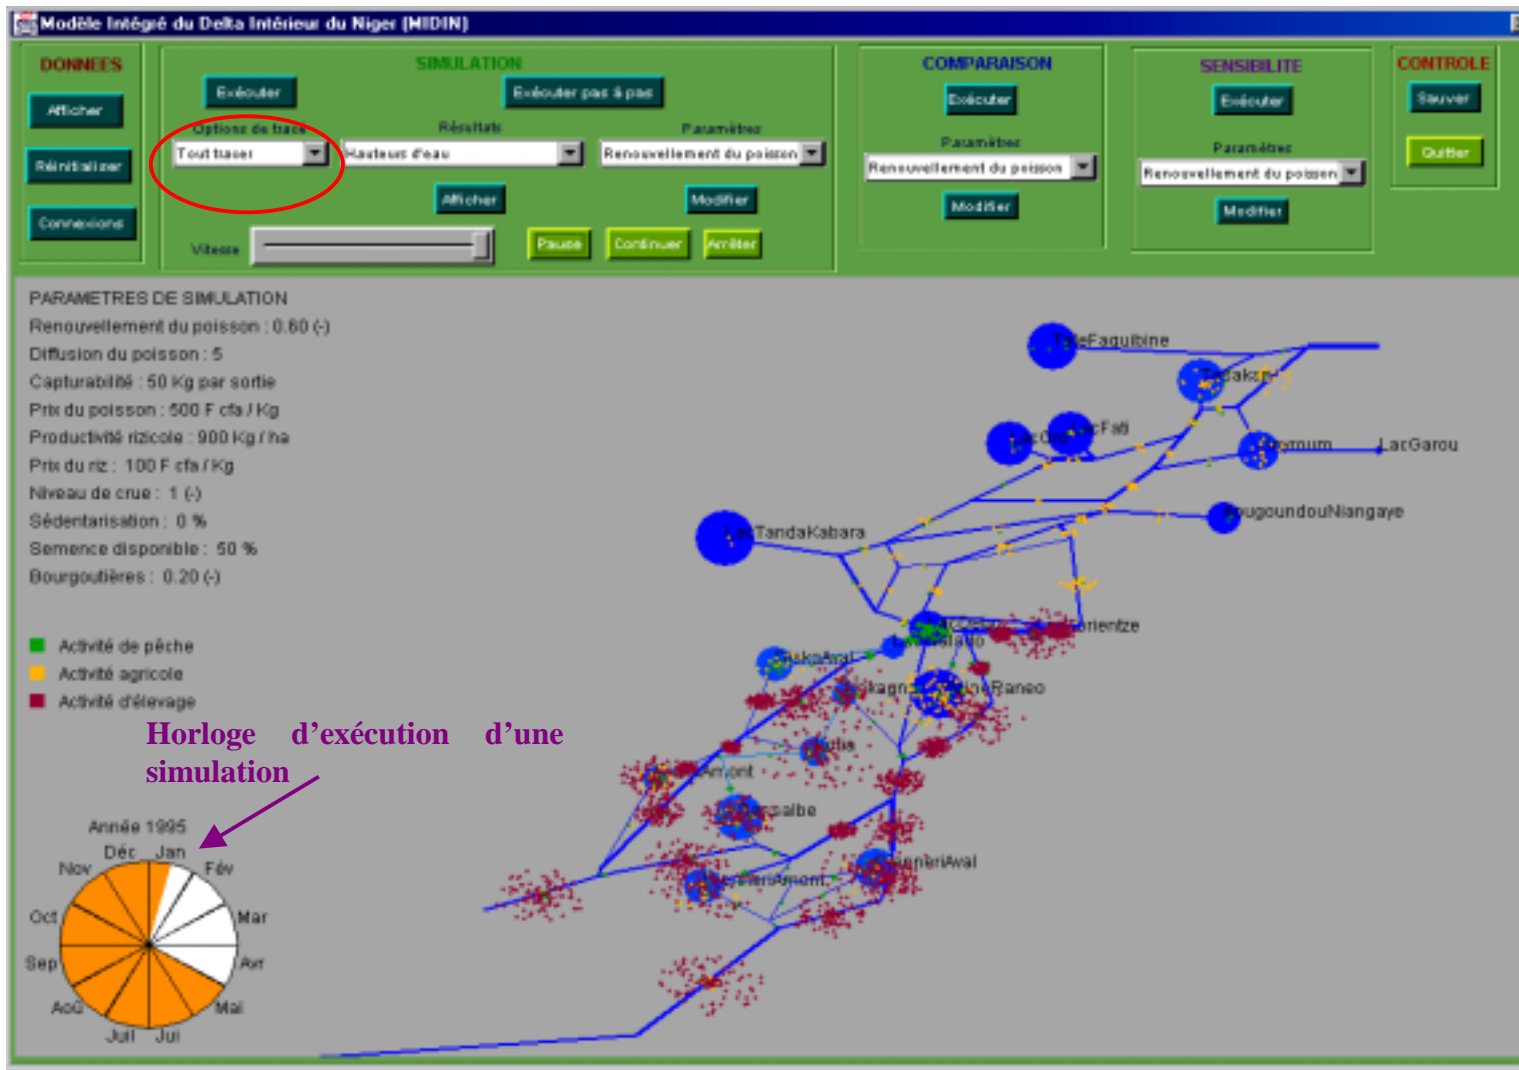 Modèle Intégré du Delta Intérieur du Niger (MIDIN)
DONNEES
Afficher
Réinitialiser
Connexions
SIMULATION
Exécuter
Exécuter pas à pas
Options de tracé
Résultats
Paramètres
Tout tracer
Hauteurs d'eau
Renouvellement du poisson
Afficher
Modifier
Vitesse
Pause
Continuer
Arrêter
COMPARAISON
Exécuter
Paramètres
Renouvellement du poisson
Modifier
SENSIBILITE
Exécuter
Paramètres
Renouvellement du poisson
Modifier
CONTROLE
Sauver
Quitter
PARAMETRES DE SIMULATION
Renouvellement du poisson : 0.60 (-)
Diffusion du poisson : 5
Capturabilité : 50 Kg par sortie
Prix du poisson : 500 F cfa / Kg
Productivité rizicole : 900 Kg / ha
Prix du riz : 100 F cfa / Kg
Niveau de crue : 1 (-)
Sédentarisation : 0 %
Semence disponible : 50 %
Bourgoutières : 0.20 (-)
Activité de pêche
Activité agricole
Activité d'élevage
Horloge d'exécution d'une
simulation
Année 1995
Déc Jan
Nov Fév
Oct Mar
Sep Avr
Aoû Mai
Juil Jui
LacFati
LacGarou
LacTandaKabara